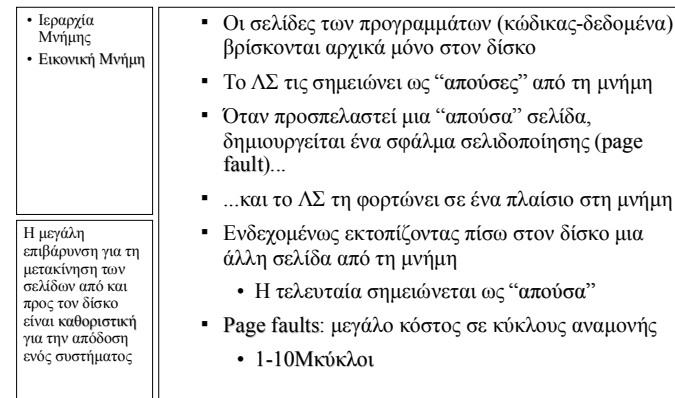 • Ιεραρχία
Μνήμης
• Εικονική Μνήμη
Η μεγάλη
επιβάρυνση για τη
μετακίνηση των
σελίδων από και
προς τον δίσκο
είναι καθοριστική
για την απόδοση
ενός συστήματος
▪ Οι σελίδες των προγραμμάτων (κώδικας-δεδομένα)
βρίσκονται αρχικά μόνο στον δίσκο
▪ Το ΛΣ τις σημειώνει ως “απούσες” από τη μνήμη
▪ Όταν προσπελαστεί μια “απούσα” σελίδα,
δημιουργείται ένα σφάλμα σελιδοποίησης (page
fault)...
▪ ...και το ΛΣ τη φορτώνει σε ένα πλαίσιο στη μνήμη
▪ Ενδεχομένως εκτοπίζοντας πίσω στον δίσκο μια
άλλη σελίδα από τη μνήμη
• Η τελευταία σημειώνεται ως “απούσα”
▪ Page faults: μεγάλο κόστος σε κύκλους αναμονής
• 1-10Μκύκλοι